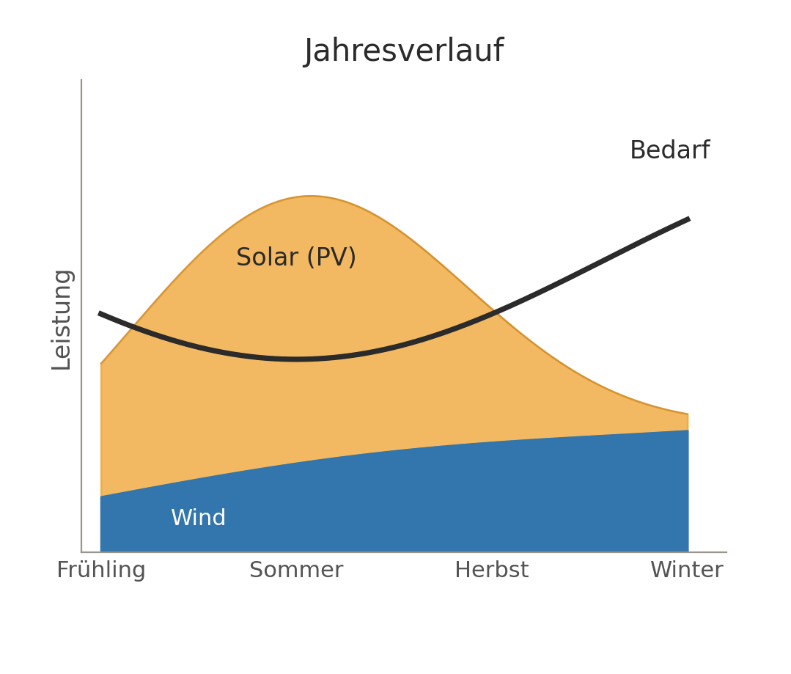 Jahresverlauf
Bedarf
Solar (PV)
Leistung
Wind
Frühling Sommer Herbst Winter